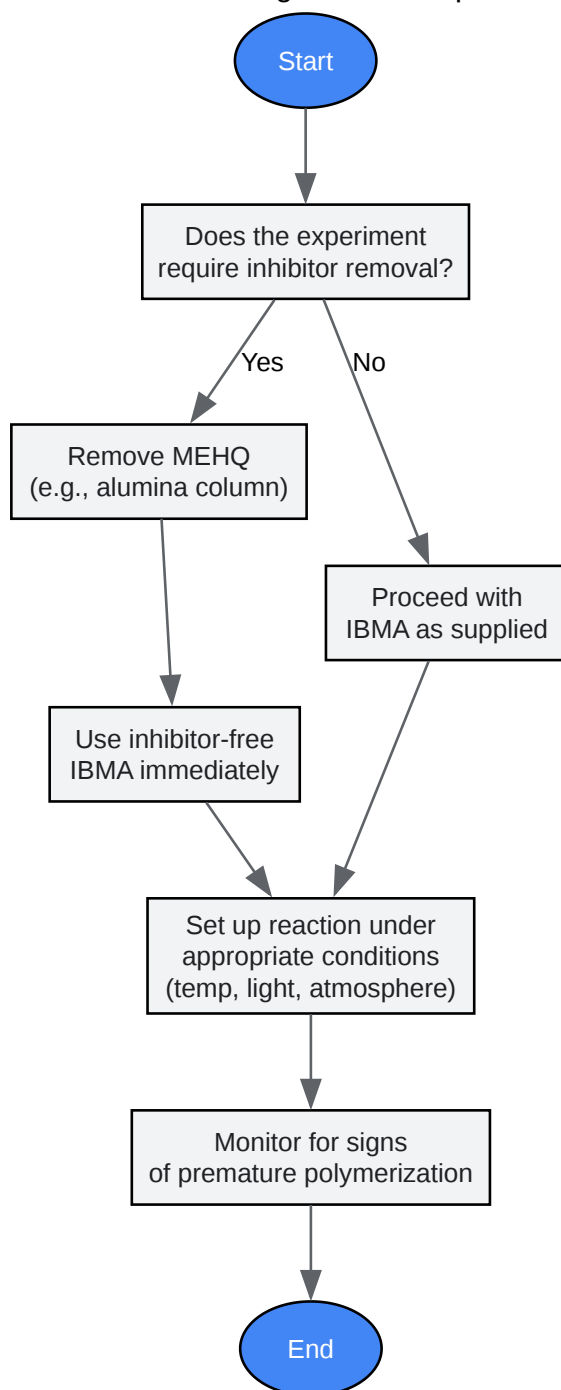 Start
Does the experiment
require inhibitor removal?
Yes
No
Remove MEHQ
(e.g., alumina column)
Proceed with
IBMA as supplied
Use inhibitor-free
IBMA immediately
Set up reaction under
appropriate conditions
(temp, light, atmosphere)
Monitor for signs
of premature polymerization
End